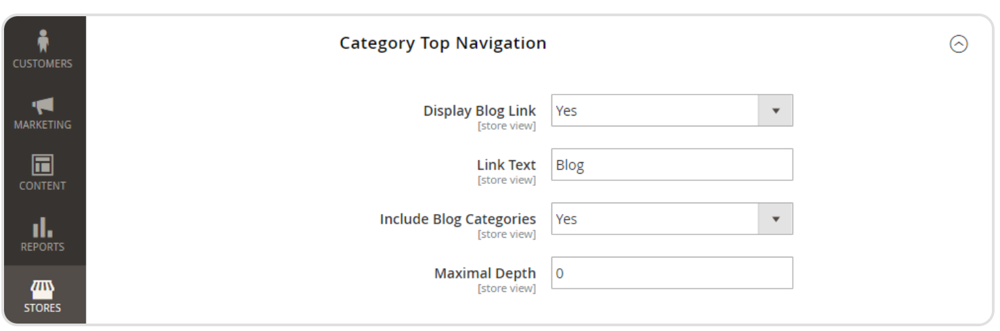 CUSTOMERS
MARKETING
CONTENT
REPORTS
STORES
Category Top Navigation
Display Blog Link Yes
[store view]
Link Text Blog
[store view]
Include Blog Categories Yes
[store view]
Maximal Depth 0
[store view]